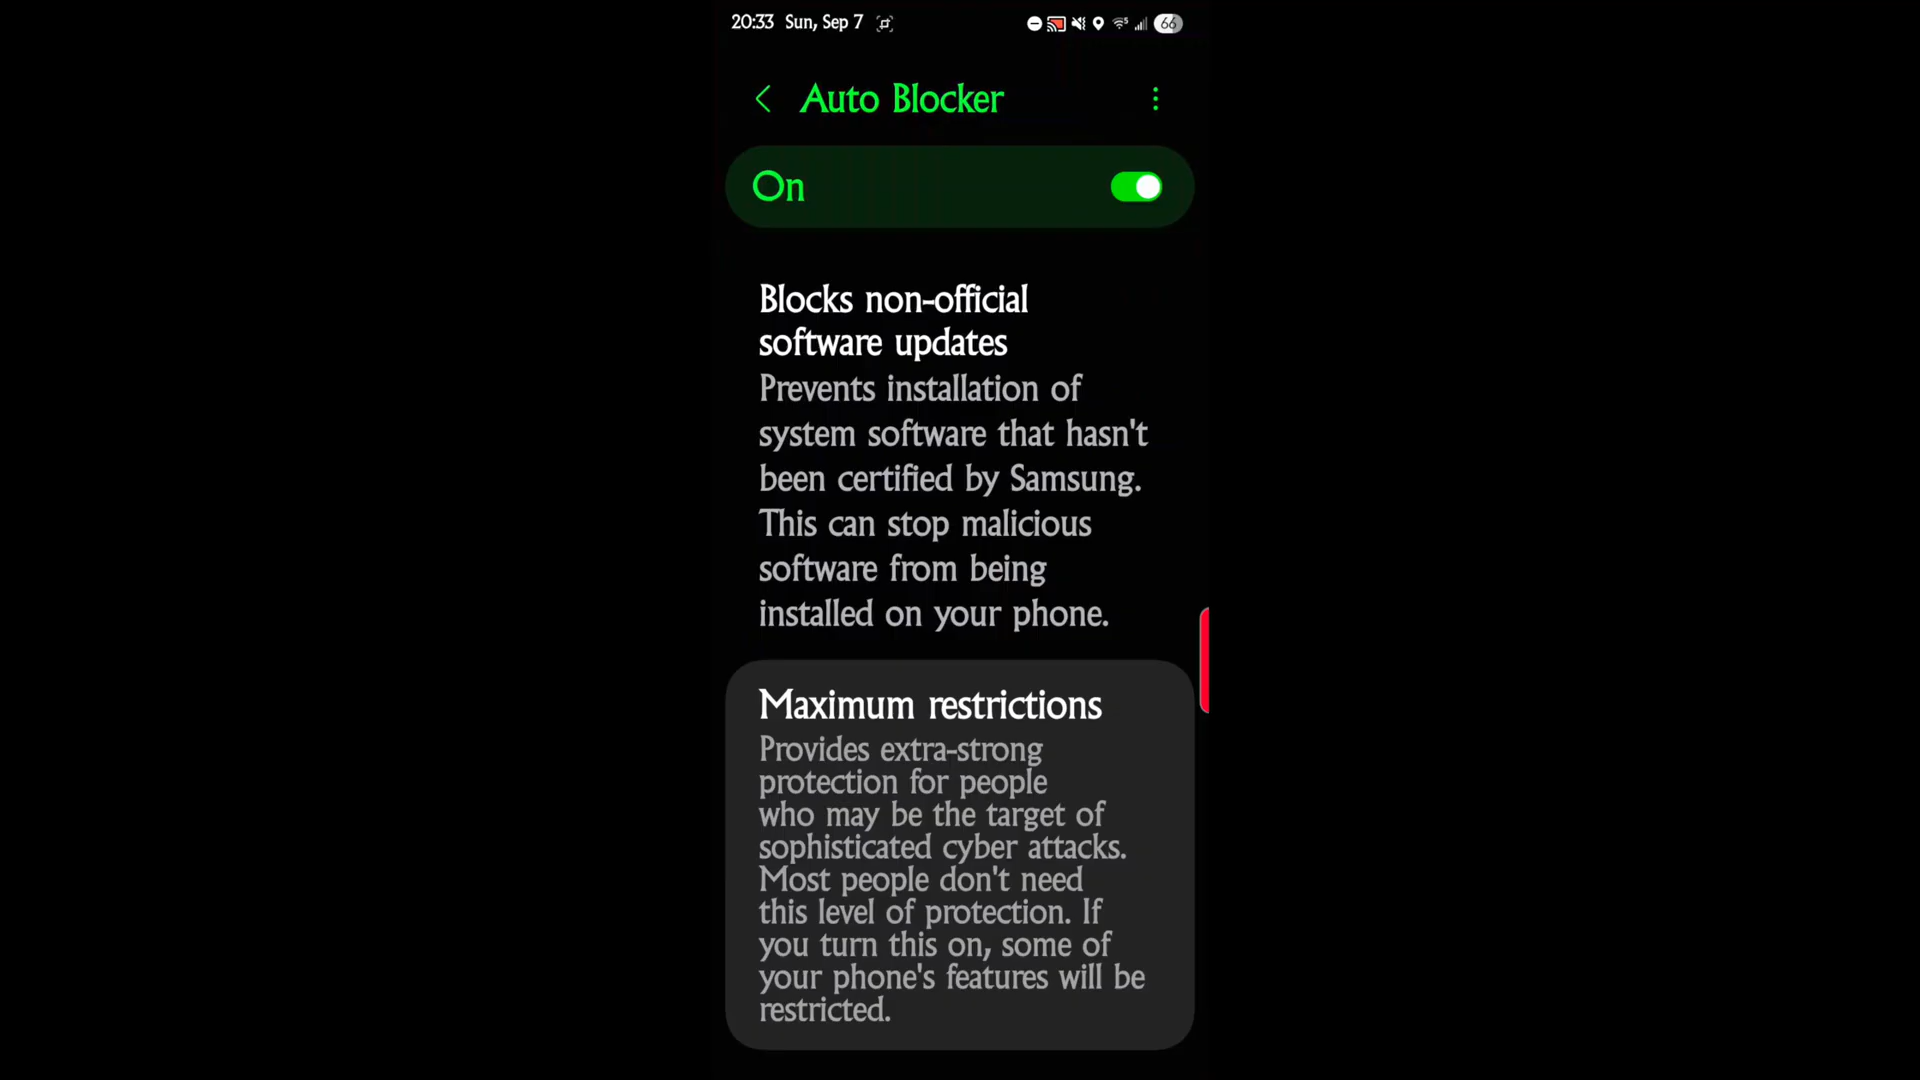 20:33 Sun, Sep 7
66
Auto Blocker
On
Blocks non-official
software updates
Prevents installation of
system software that hasn't
been certified by Samsung.
This can stop malicious
software from being
installed on your phone.
Maximum restrictions
Provides extra-strong
protection for people
who may be the target of
sophisticated cyber attacks.
Most people don't need
this level of protection. If
you turn this on, some of
your phone's features will be
restricted.